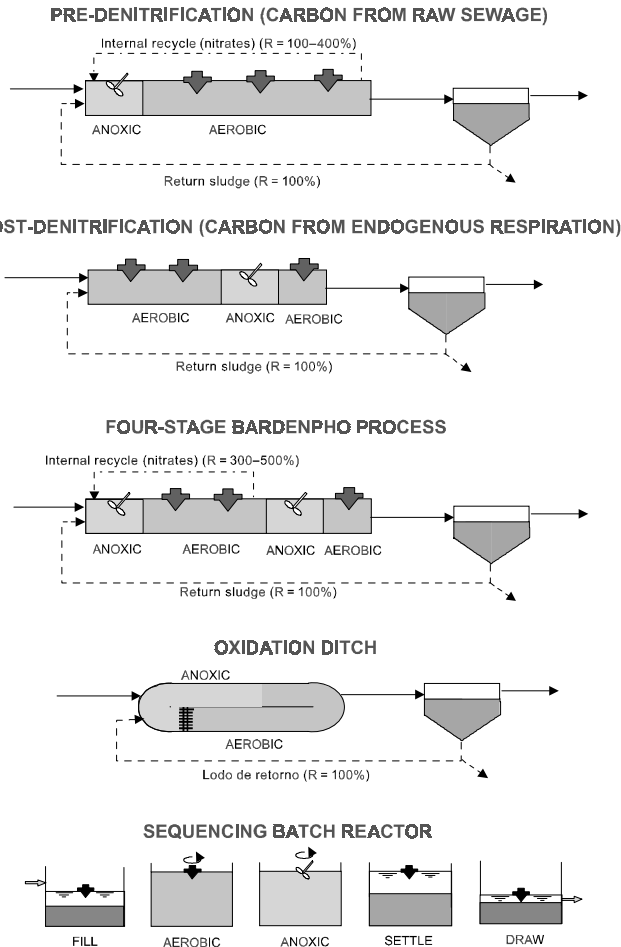 PRE-DENITRIFICATION (CARBON FROM RAW SEWAGE)
Internal recycle (nitrates) (R = 100–400%)
ANOXIC
AEROBIC
Return sludge (R = 100%)
OST-DENITRIFICATION (CARBON FROM ENDOGENOUS RESPIRATION)
AEROBIC
ANOXIC
AEROBIC
Return sludge (R = 100%)
FOUR-STAGE BARDENPHO PROCESS
Internal recycle (nitrates) (R = 300–500%)
ANOXIC
AEROBIC
ANOXIC
AEROBIC
Return sludge (R = 100%)
OXIDATION DITCH
ANOXIC
AEROBIC
Lodo de retorno (R = 100%)
SEQUENCING BATCH REACTOR
FILL
AEROBIC
ANOXIC
SETTLE
DRAW